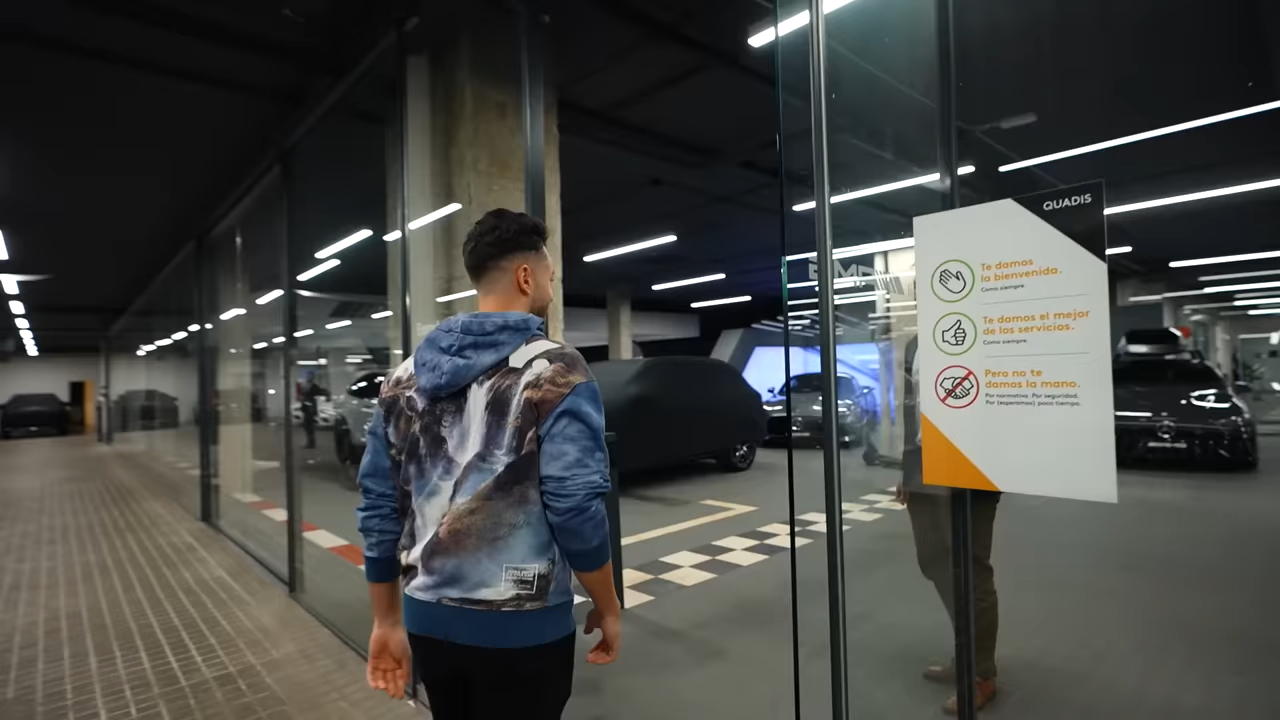 QUADIS
Te damos
la bienvenida.
Como siempre.
Te damos el mejor
de los servicios.
Como siempre.
Pero no te
damos la mano.
Por normativa. Por seguridad.
Por (esperamos) poco tiempo.